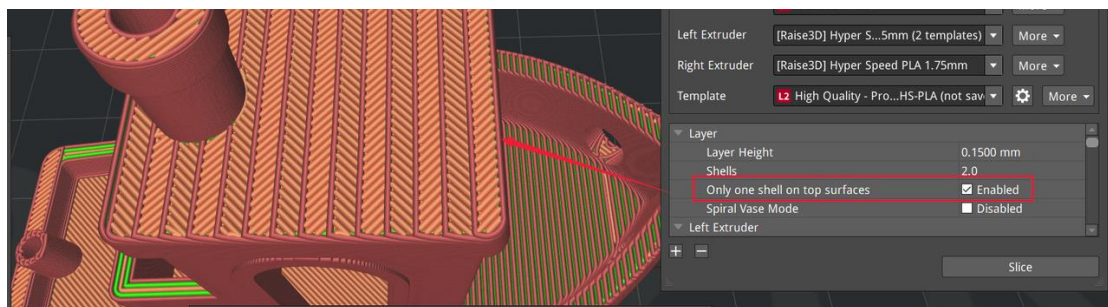 Left Extruder [Raise3D] Hyper S...5mm (2 templates) More
Right Extruder [Raise3D] Hyper Speed PLA 1.75mm More
Template L2 High Quality - Pro...HS-PLA (not sav More
Layer
Layer Height 0.1500 mm
Shells 2.0
Only one shell on top surfaces Enabled
Spiral Vase Mode Disabled
Left Extruder
Slice